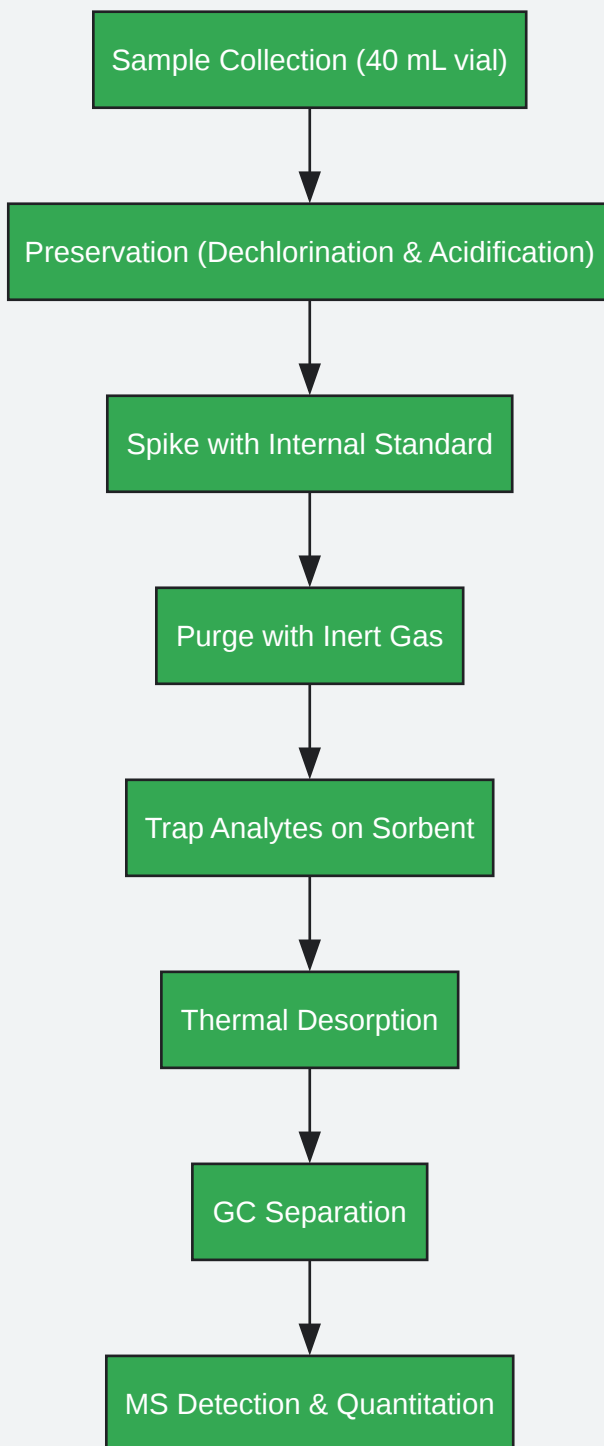 Sample Collection (40 mL vial)
Preservation (Dechlorination & Acidification)
Spike with Internal Standard
Purge with Inert Gas
Trap Analytes on Sorbent
Thermal Desorption
GC Separation
MS Detection & Quantitation